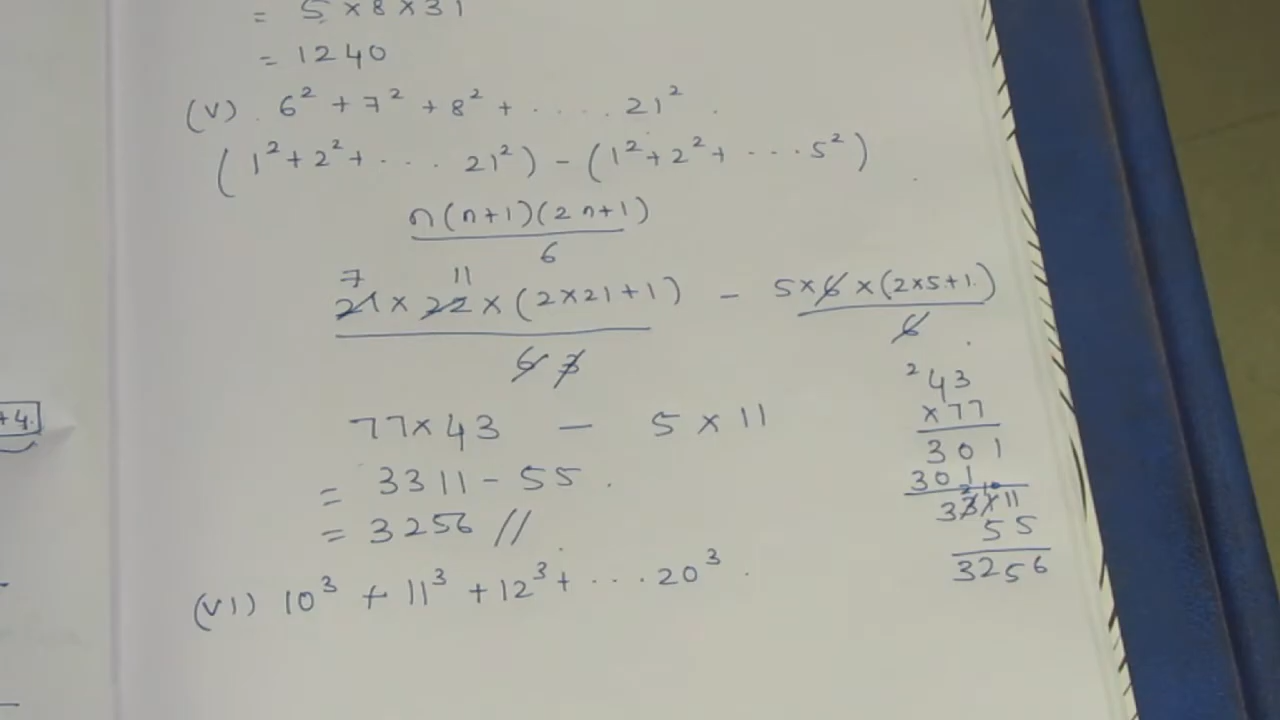 = 5 × 8 × 31
= 1240
(V) . 6² + 7² + 8² + . . . . . 21² .
(1² + 2² + . . . 21²) - (1² + 2² + . . . 5²)
n(n+1)(2n+1)
6
7 11
21 × 22 × (2×21+1) - 5×6×(2×5+1)
6 3 6
+4.
77 × 43 - 5 × 11
= 3311 - 55 .
= 3256 //
2 43
× 77
301
301
3311
55
3256
(VI) 10³ + 11³ + 12³ + . . . 20³ .